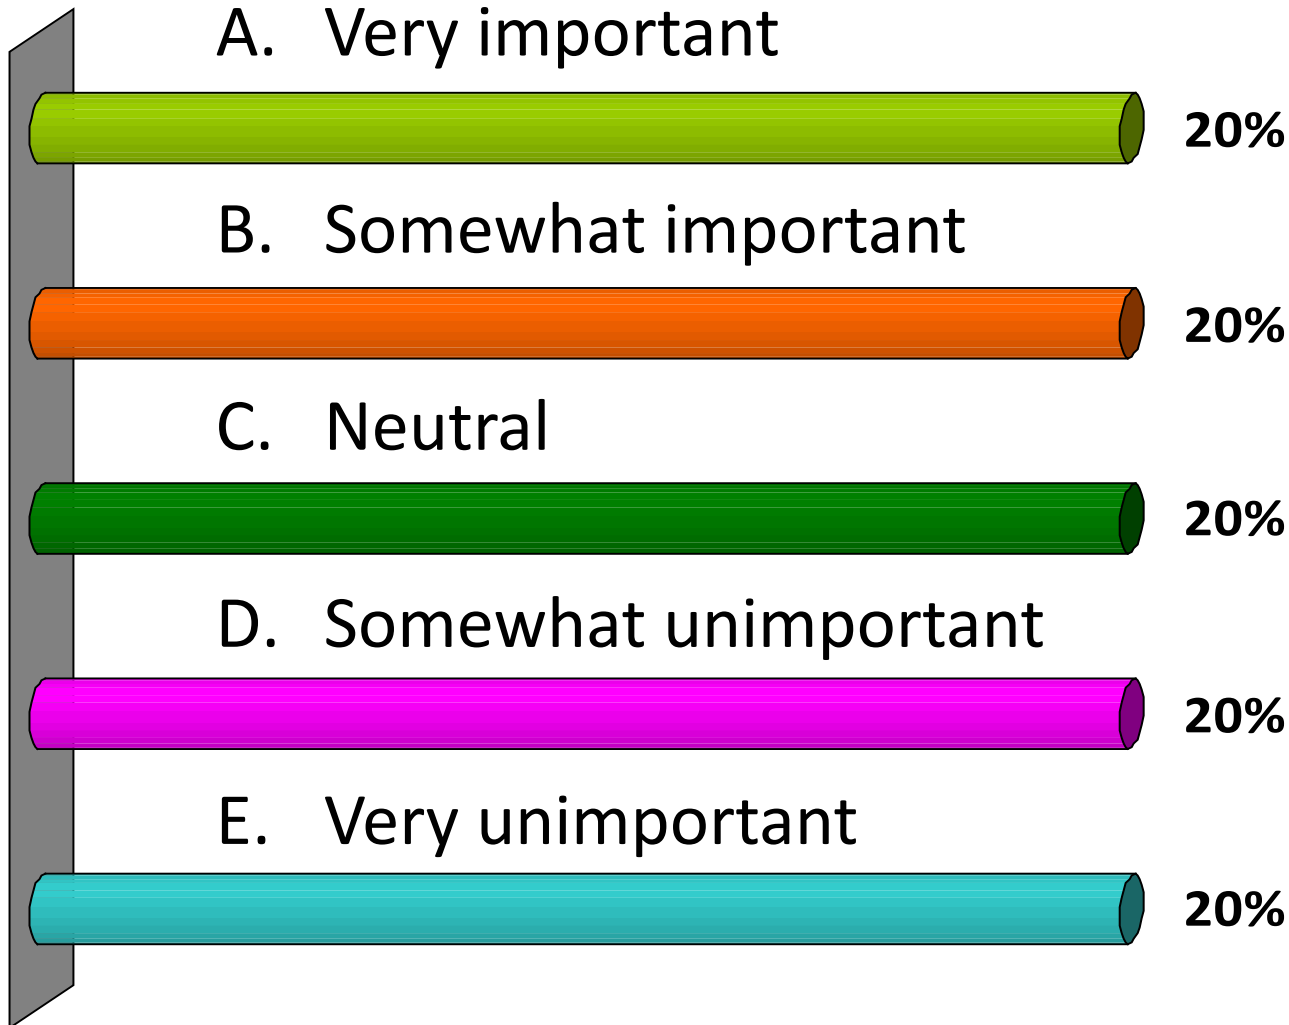 A. Very important
20%
B. Somewhat important
20%
C. Neutral
20%
D. Somewhat unimportant
20%
E. Very unimportant
20%